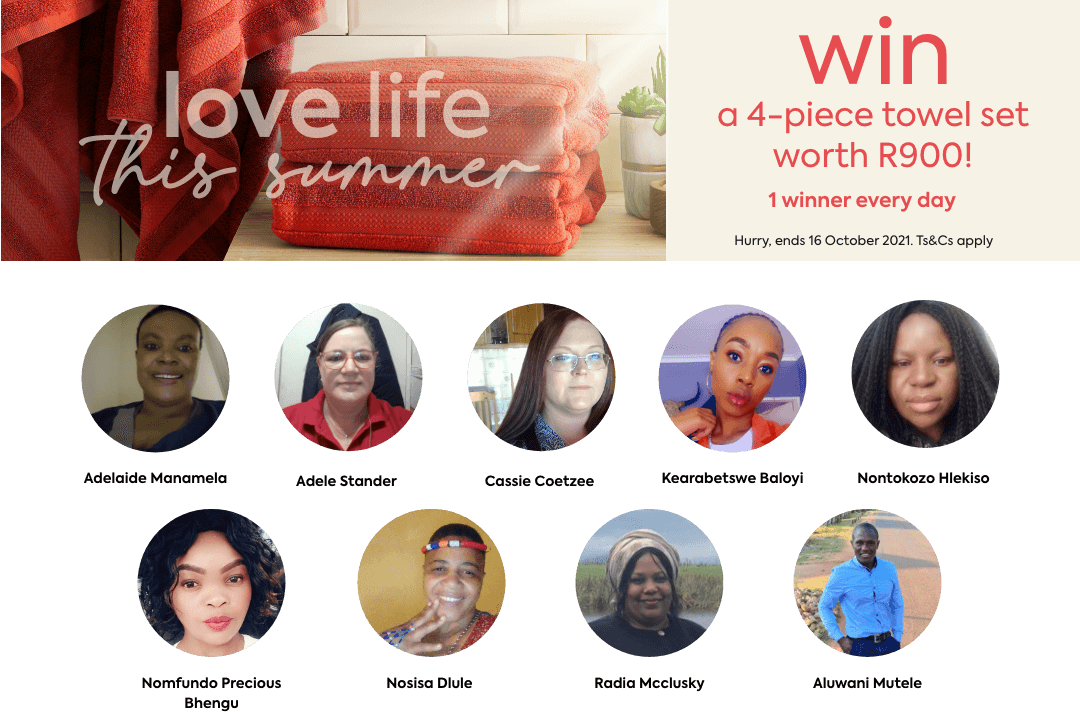 love life
this summer
win
a 4-piece towel set
worth R900!
1 winner every day
Hurry, ends 16 October 2021. Ts&Cs apply
Adelaide Manamela
Adele Stander
Cassie Coetzee
Kearabetswe Baloyi
Nontokozo Hlekiso
Nomfundo Precious
Bhengu
Nosisa Dlule
Radia Mcclusky
Aluwani Mutele